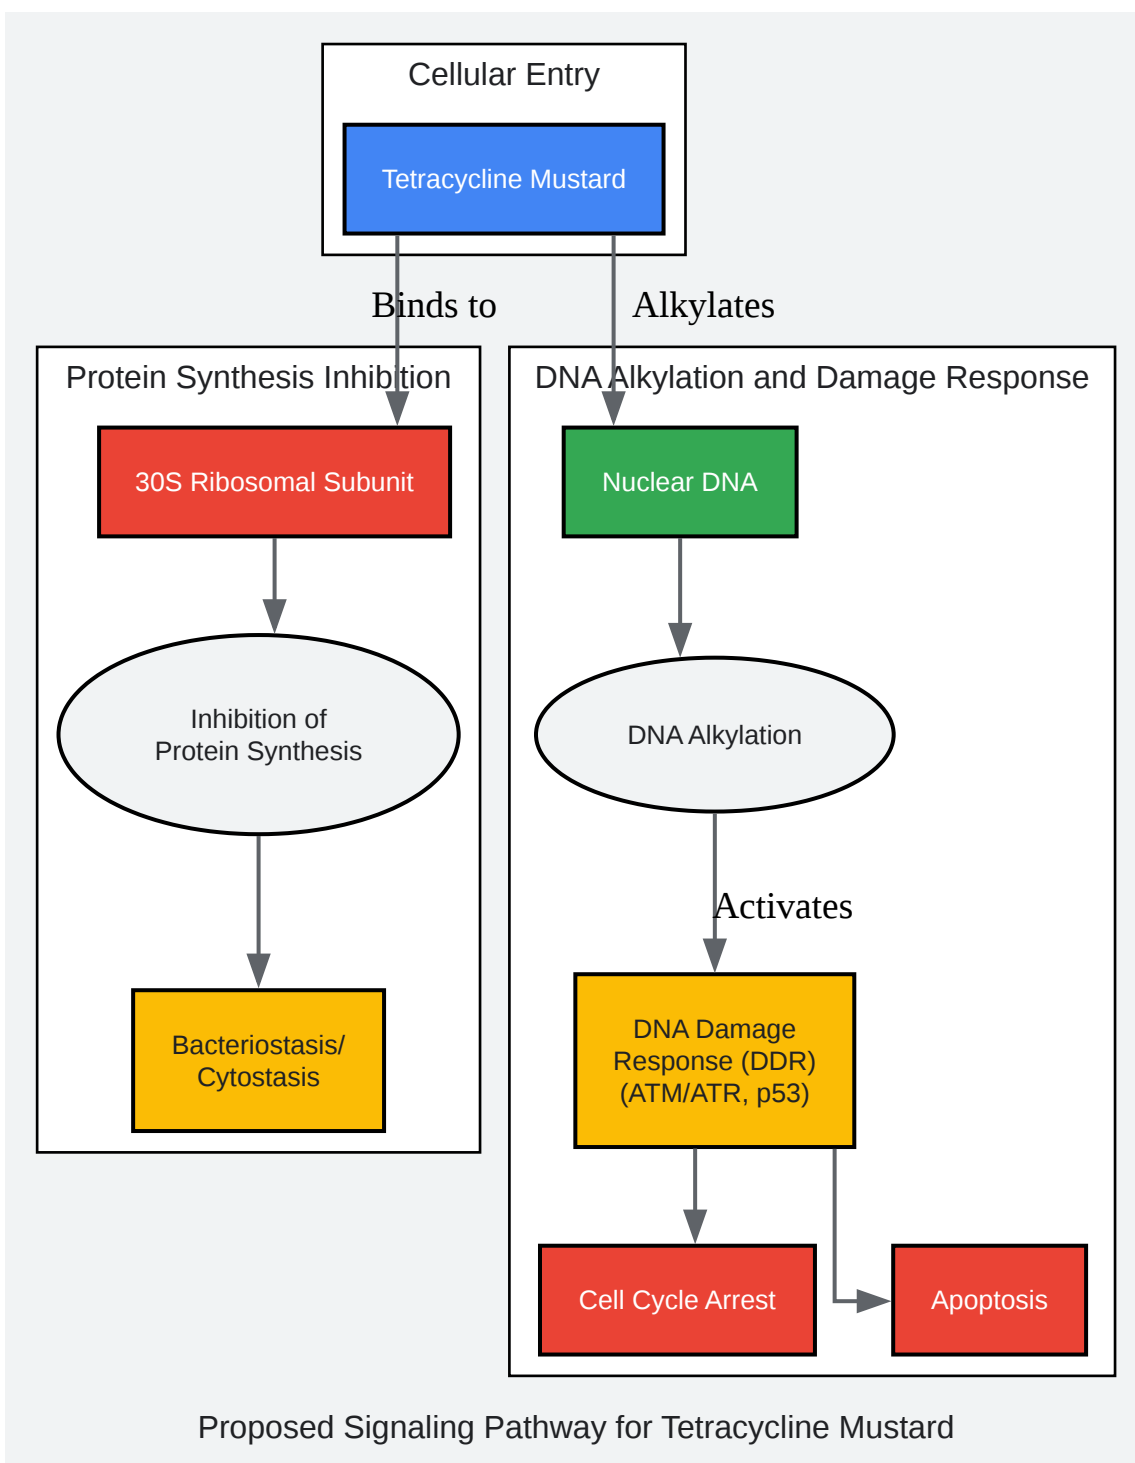 Cellular Entry
Tetracycline Mustard
Binds to
Alkylates
Protein Synthesis Inhibition
30S Ribosomal Subunit
Inhibition of
Protein Synthesis
Bacteriostasis/
Cytostasis
DNA Alkylation and Damage Response
Nuclear DNA
DNA Alkylation
Activates
DNA Damage
Response (DDR)
(ATM/ATR, p53)
Cell Cycle Arrest
Apoptosis
Proposed Signaling Pathway for Tetracycline Mustard